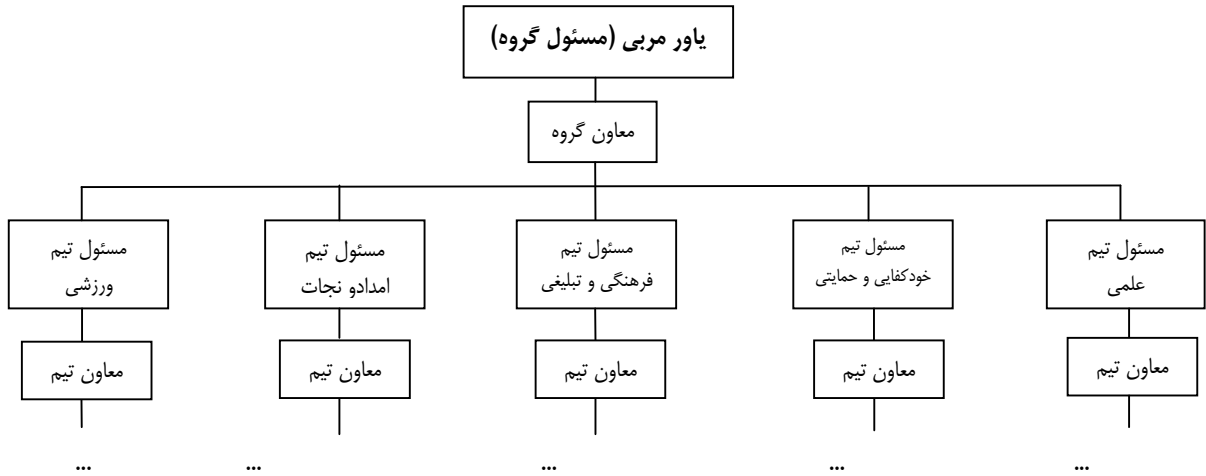 یاور مربی (مسئول گروه)
معاون گروه
مسئول تیم
علمی
مسئول تیم
خودکفایی و حمایتی
مسئول تیم
فرهنگی و تبلیغی
مسئول تیم
امدادو نجات
مسئول تیم
ورزشی
معاون تیم
معاون تیم
معاون تیم
معاون تیم
معاون تیم
...
...
...
...
...